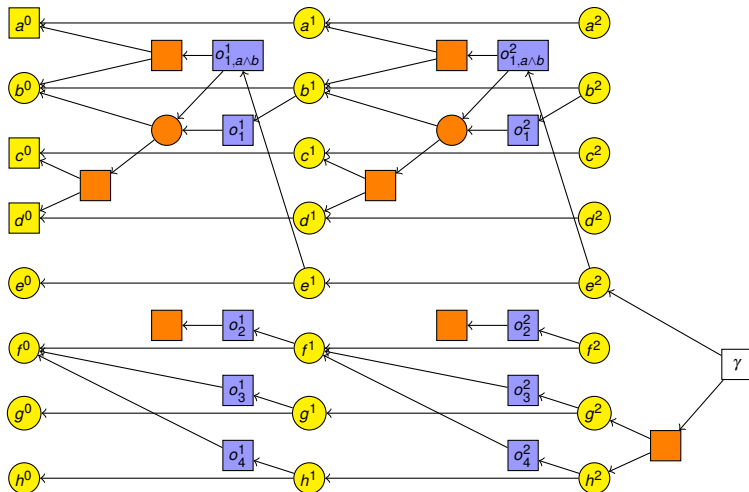 a⁰ a¹ a²
o¹₁,ₐ∧b o²₁,ₐ∧b
b⁰ b¹ b²
o¹₁ o²₁
c⁰ c¹ c²
d⁰ d¹ d²
e⁰ e¹ e²
o¹₂ o²₂
f⁰ f¹ f²
γ
o¹₃ o²₃
g⁰ g¹ g²
o¹₄ o²₄
h⁰ h¹ h²